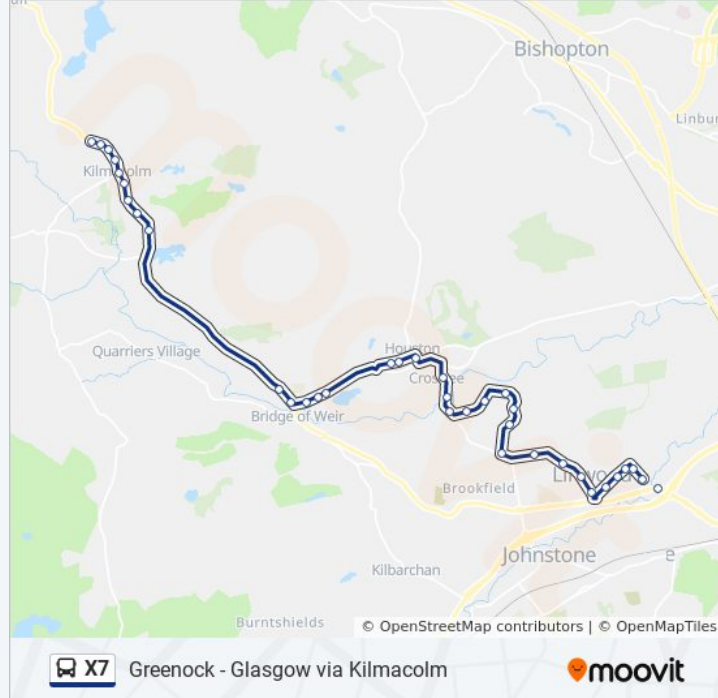 Bishopton
Kilmacolm
Quarriers Village
Houston
Crosslee
Bridge of Weir
Linwood
Brookfield
Johnstone
Kilbarchan
Burntshields
© OpenStreetMap contributors | © OpenMapTiles
X7 Greenock - Glasgow via Kilmacolm
moovit